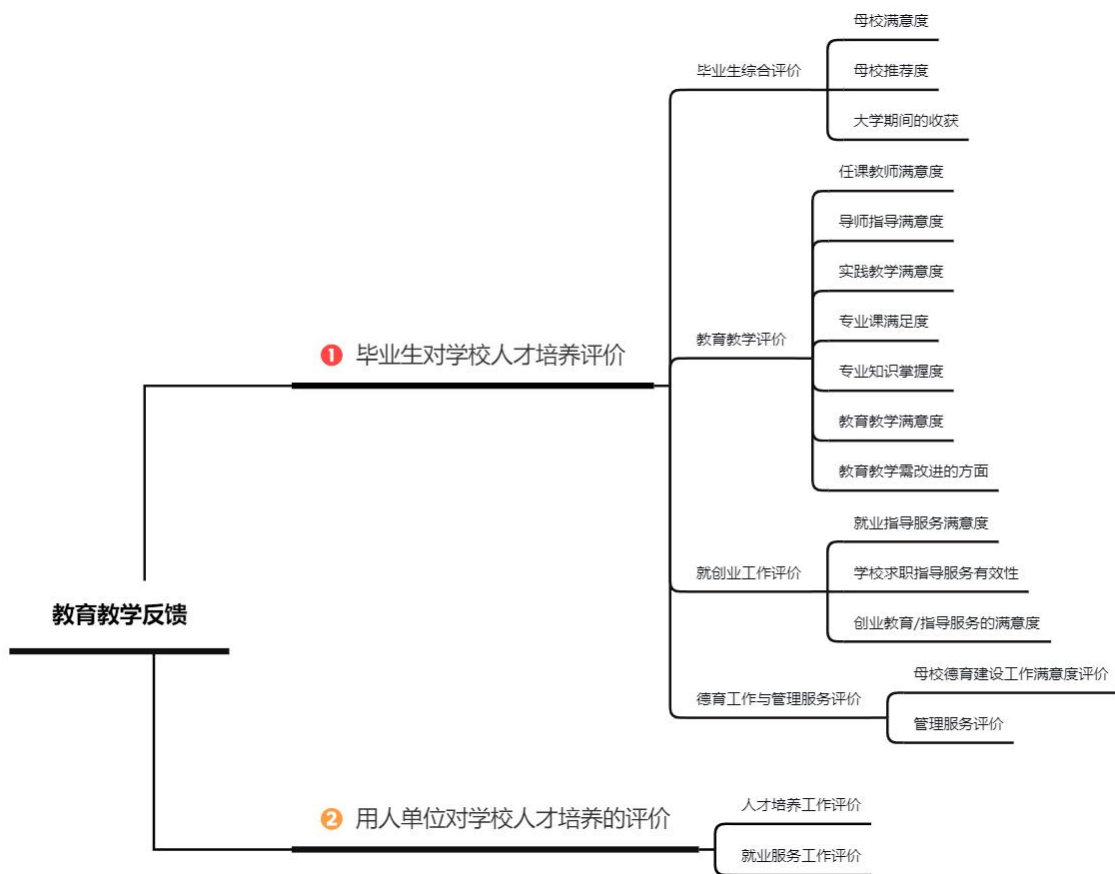 教育教学反馈
❶ 毕业生对学校人才培养评价
毕业生综合评价
母校满意度
母校推荐度
大学期间的收获
教育教学评价
任课教师满意度
导师指导满意度
实践教学满意度
专业课满足度
专业知识掌握度
教育教学满意度
教育教学需改进的方面
就创业工作评价
就业指导服务满意度
学校求职指导服务有效性
创业教育/指导服务的满意度
德育工作与管理服务评价
母校德育建设工作满意度评价
管理服务评价
❷ 用人单位对学校人才培养的评价
人才培养工作评价
就业服务工作评价